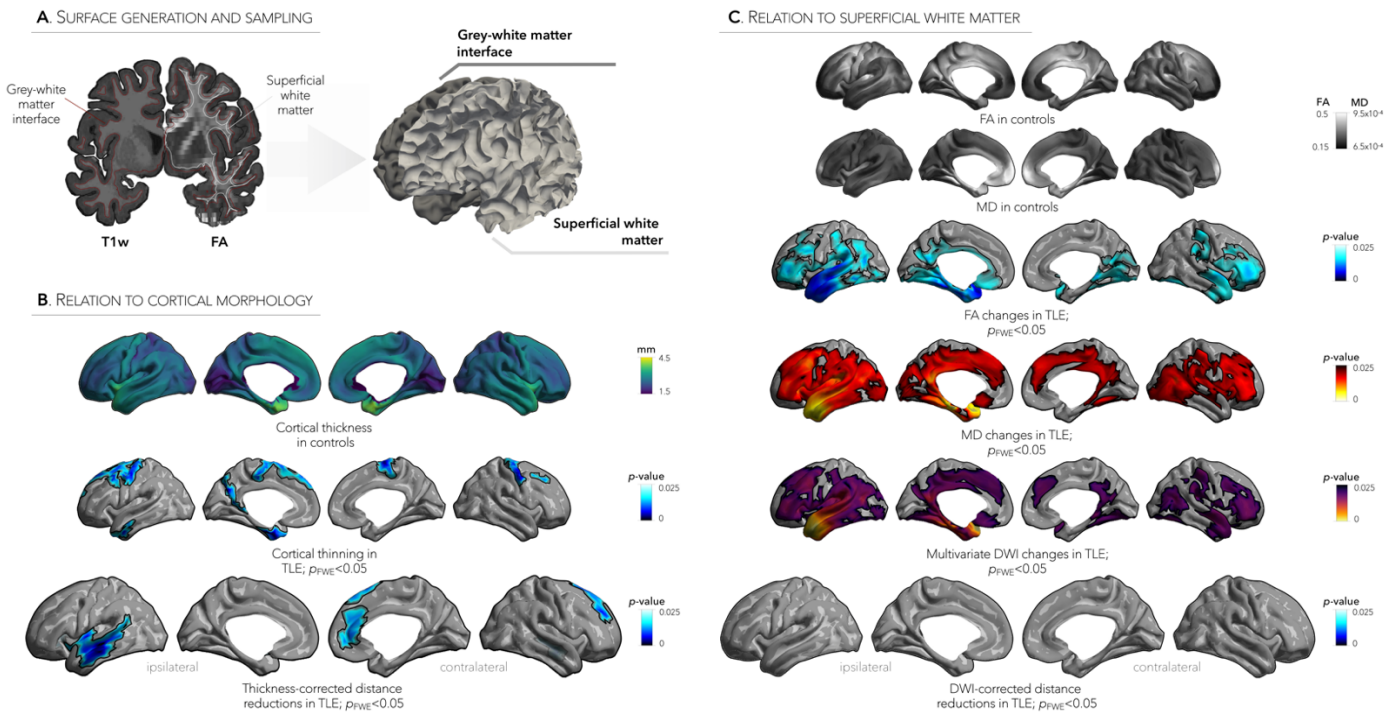 A. SURFACE GENERATION AND SAMPLING
Grey-white
matter
interface
Superficial
white
matter
T1w
FA
Grey-white matter
interface
Superficial white
matter
B. RELATION TO CORTICAL MORPHOLOGY
mm
4.5
1.5
Cortical thickness
in controls
p-value
0.025
0
Cortical thinning in
TLE; pFWE<0.05
p-value
0.025
0
ipsilateral
contralateral
Thickness-corrected distance
reductions in TLE; pFWE<0.05
C. RELATION TO SUPERFICIAL WHITE MATTER
FA MD
0.5 9.5x10-4
0.15 6.5x10-4
FA in controls
MD in controls
p-value
0.025
0
FA changes in TLE;
pFWE<0.05
p-value
0.025
0
MD changes in TLE;
pFWE<0.05
p-value
0.025
0
Multivariate DWI changes in TLE;
pFWE<0.05
p-value
0.025
0
ipsilateral
contralateral
DWI-corrected distance
reductions in TLE; pFWE<0.05